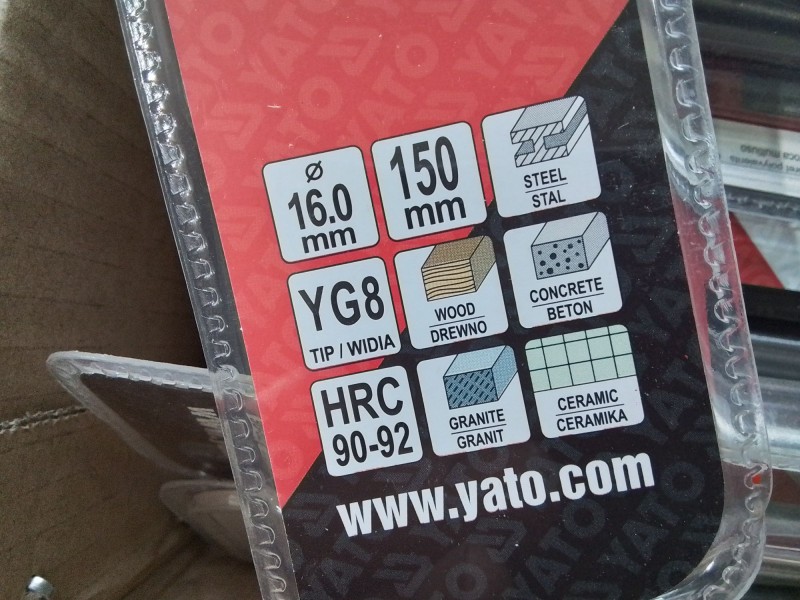 Ø
16.0
mm
150
mm
STEEL
STAL
YG8
TIP / WIDIA
WOOD
DREWNO
CONCRETE
BETON
HRC
90-92
GRANITE
GRANIT
CERAMIC
CERAMIKA
www.yato.com
YATO